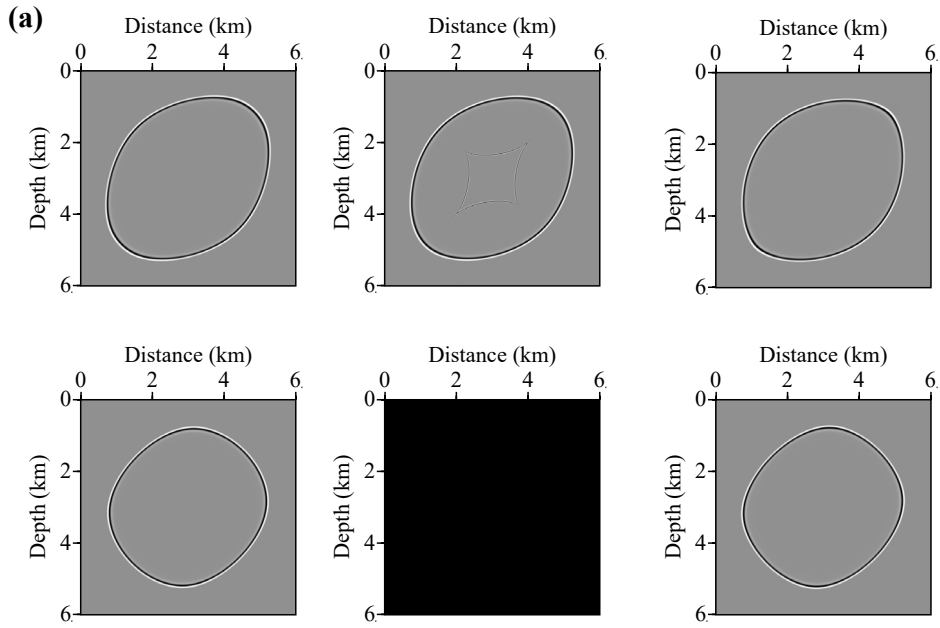 (a)
Distance (km) Distance (km) Distance (km)
0 2 4 6. 0 2 4 6. 0 2 4 6.
0 0 0
2 2 2
4 4 4
6. 6. 6.
Depth (km) Depth (km) Depth (km)
Distance (km) Distance (km) Distance (km)
0 2 4 6. 0 2 4 6. 0 2 4 6.
0 0 0
2 2 2
4 4 4
6. 6. 6.
Depth (km) Depth (km) Depth (km)